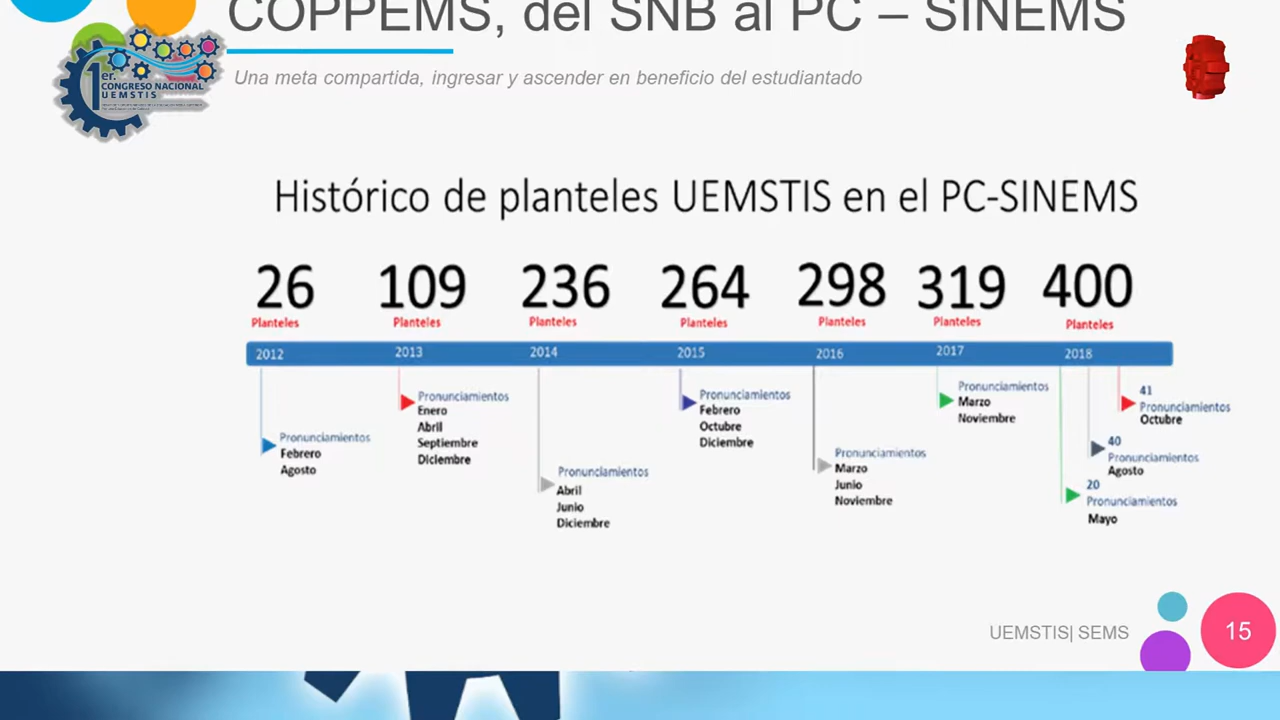 COPPEMS, del SNB al PC – SINEMS
Una meta compartida, ingresar y ascender en beneficio del estudiantado
1er.
CONGRESO NACIONAL
UEMSTIS
Histórico de planteles UEMSTIS en el PC-SINEMS
26 109 236 264 298 319 400
Planteles Planteles Planteles Planteles Planteles Planteles Planteles
2012 2013 2014 2015 2016 2017 2018
Pronunciamientos
Febrero
Agosto
Pronunciamientos
Enero
Abril
Septiembre
Diciembre
Pronunciamientos
Abril
Junio
Diciembre
Pronunciamientos
Febrero
Octubre
Diciembre
Pronunciamientos
Marzo
Junio
Noviembre
Pronunciamientos
Marzo
Noviembre
20
Pronunciamientos
Mayo
40
Pronunciamientos
Agosto
41
Pronunciamientos
Octubre
UEMSTIS| SEMS
15